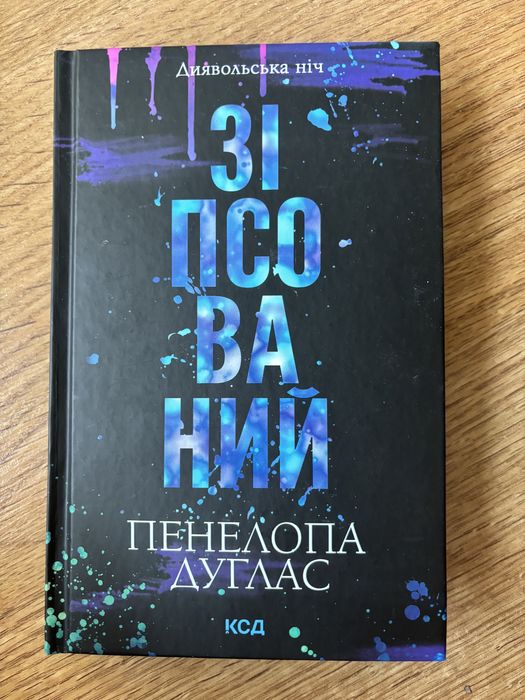 Диявольська ніч
ЗІ
ПСО
ВА
НИЙ
ПЕНЕЛОПА
ДУГЛАС
КСД